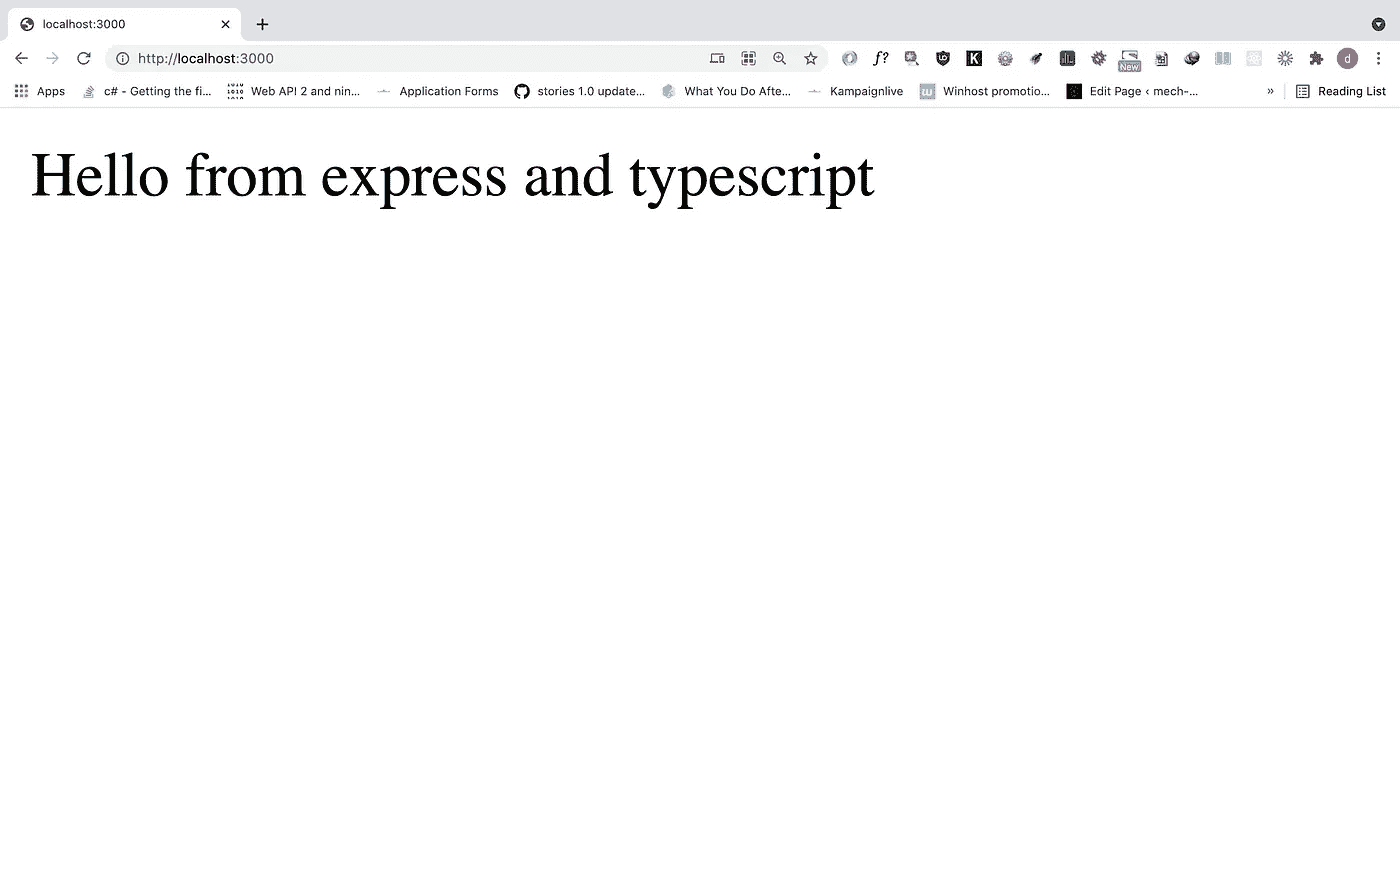 localhost:3000
http://localhost:3000
New
Apps c# - Getting the fi... Web API 2 and nin... Application Forms stories 1.0 update... What You Do Afte... Kampaignlive Winhost promotio... Edit Page ‹ mech-... » Reading List
Hello from express and typescript